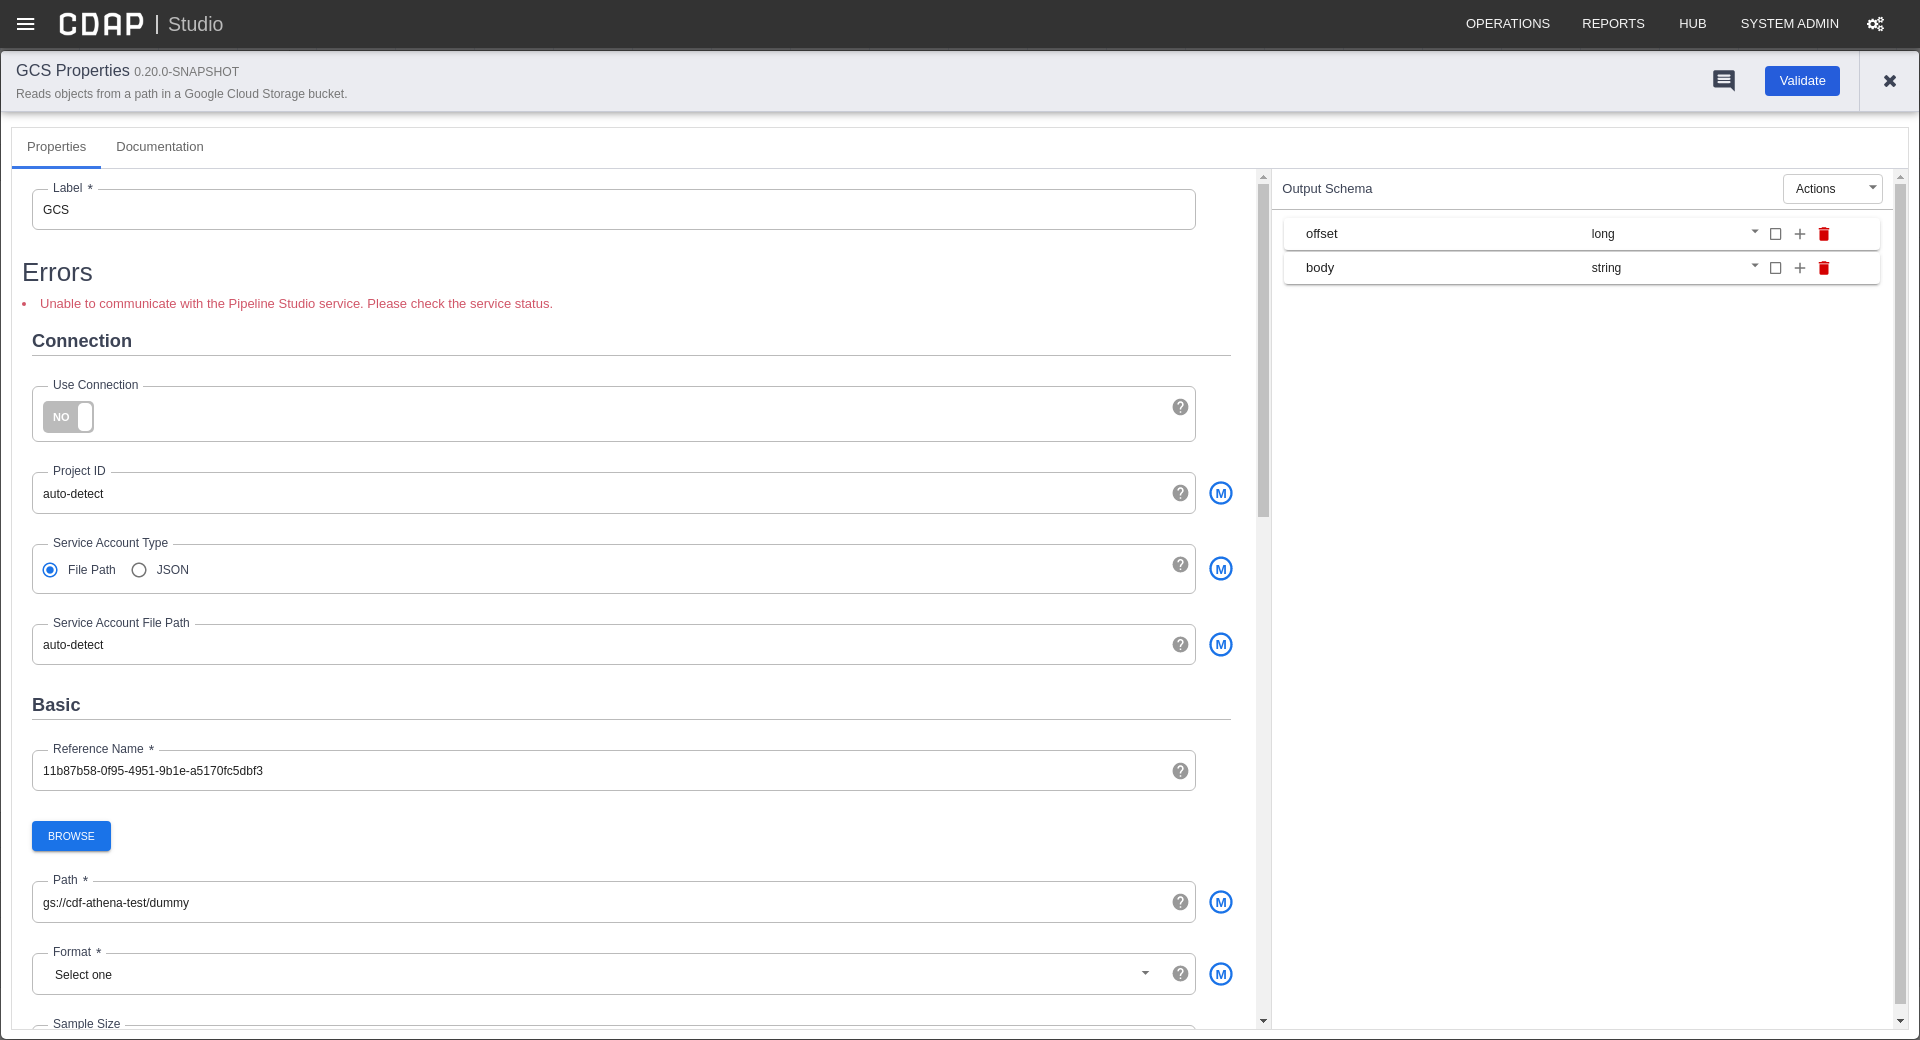 CDAP | Studio
OPERATIONS REPORTS HUB SYSTEM ADMIN
GCS Properties 0.20.0-SNAPSHOT
Reads objects from a path in a Google Cloud Storage bucket.
Validate
Properties Documentation
Label *
GCS
Errors
• Unable to communicate with the Pipeline Studio service. Please check the service status.
Connection
Use Connection
NO
Project ID
auto-detect
M
Service Account Type
File Path JSON
M
Service Account File Path
auto-detect
M
Basic
Reference Name *
11b87b58-0f95-4951-9b1e-a5170fc5dbf3
BROWSE
Path *
gs://cdf-athena-test/dummy
M
Format *
Select one
M
Sample Size
Output Schema
Actions
offset long
body string